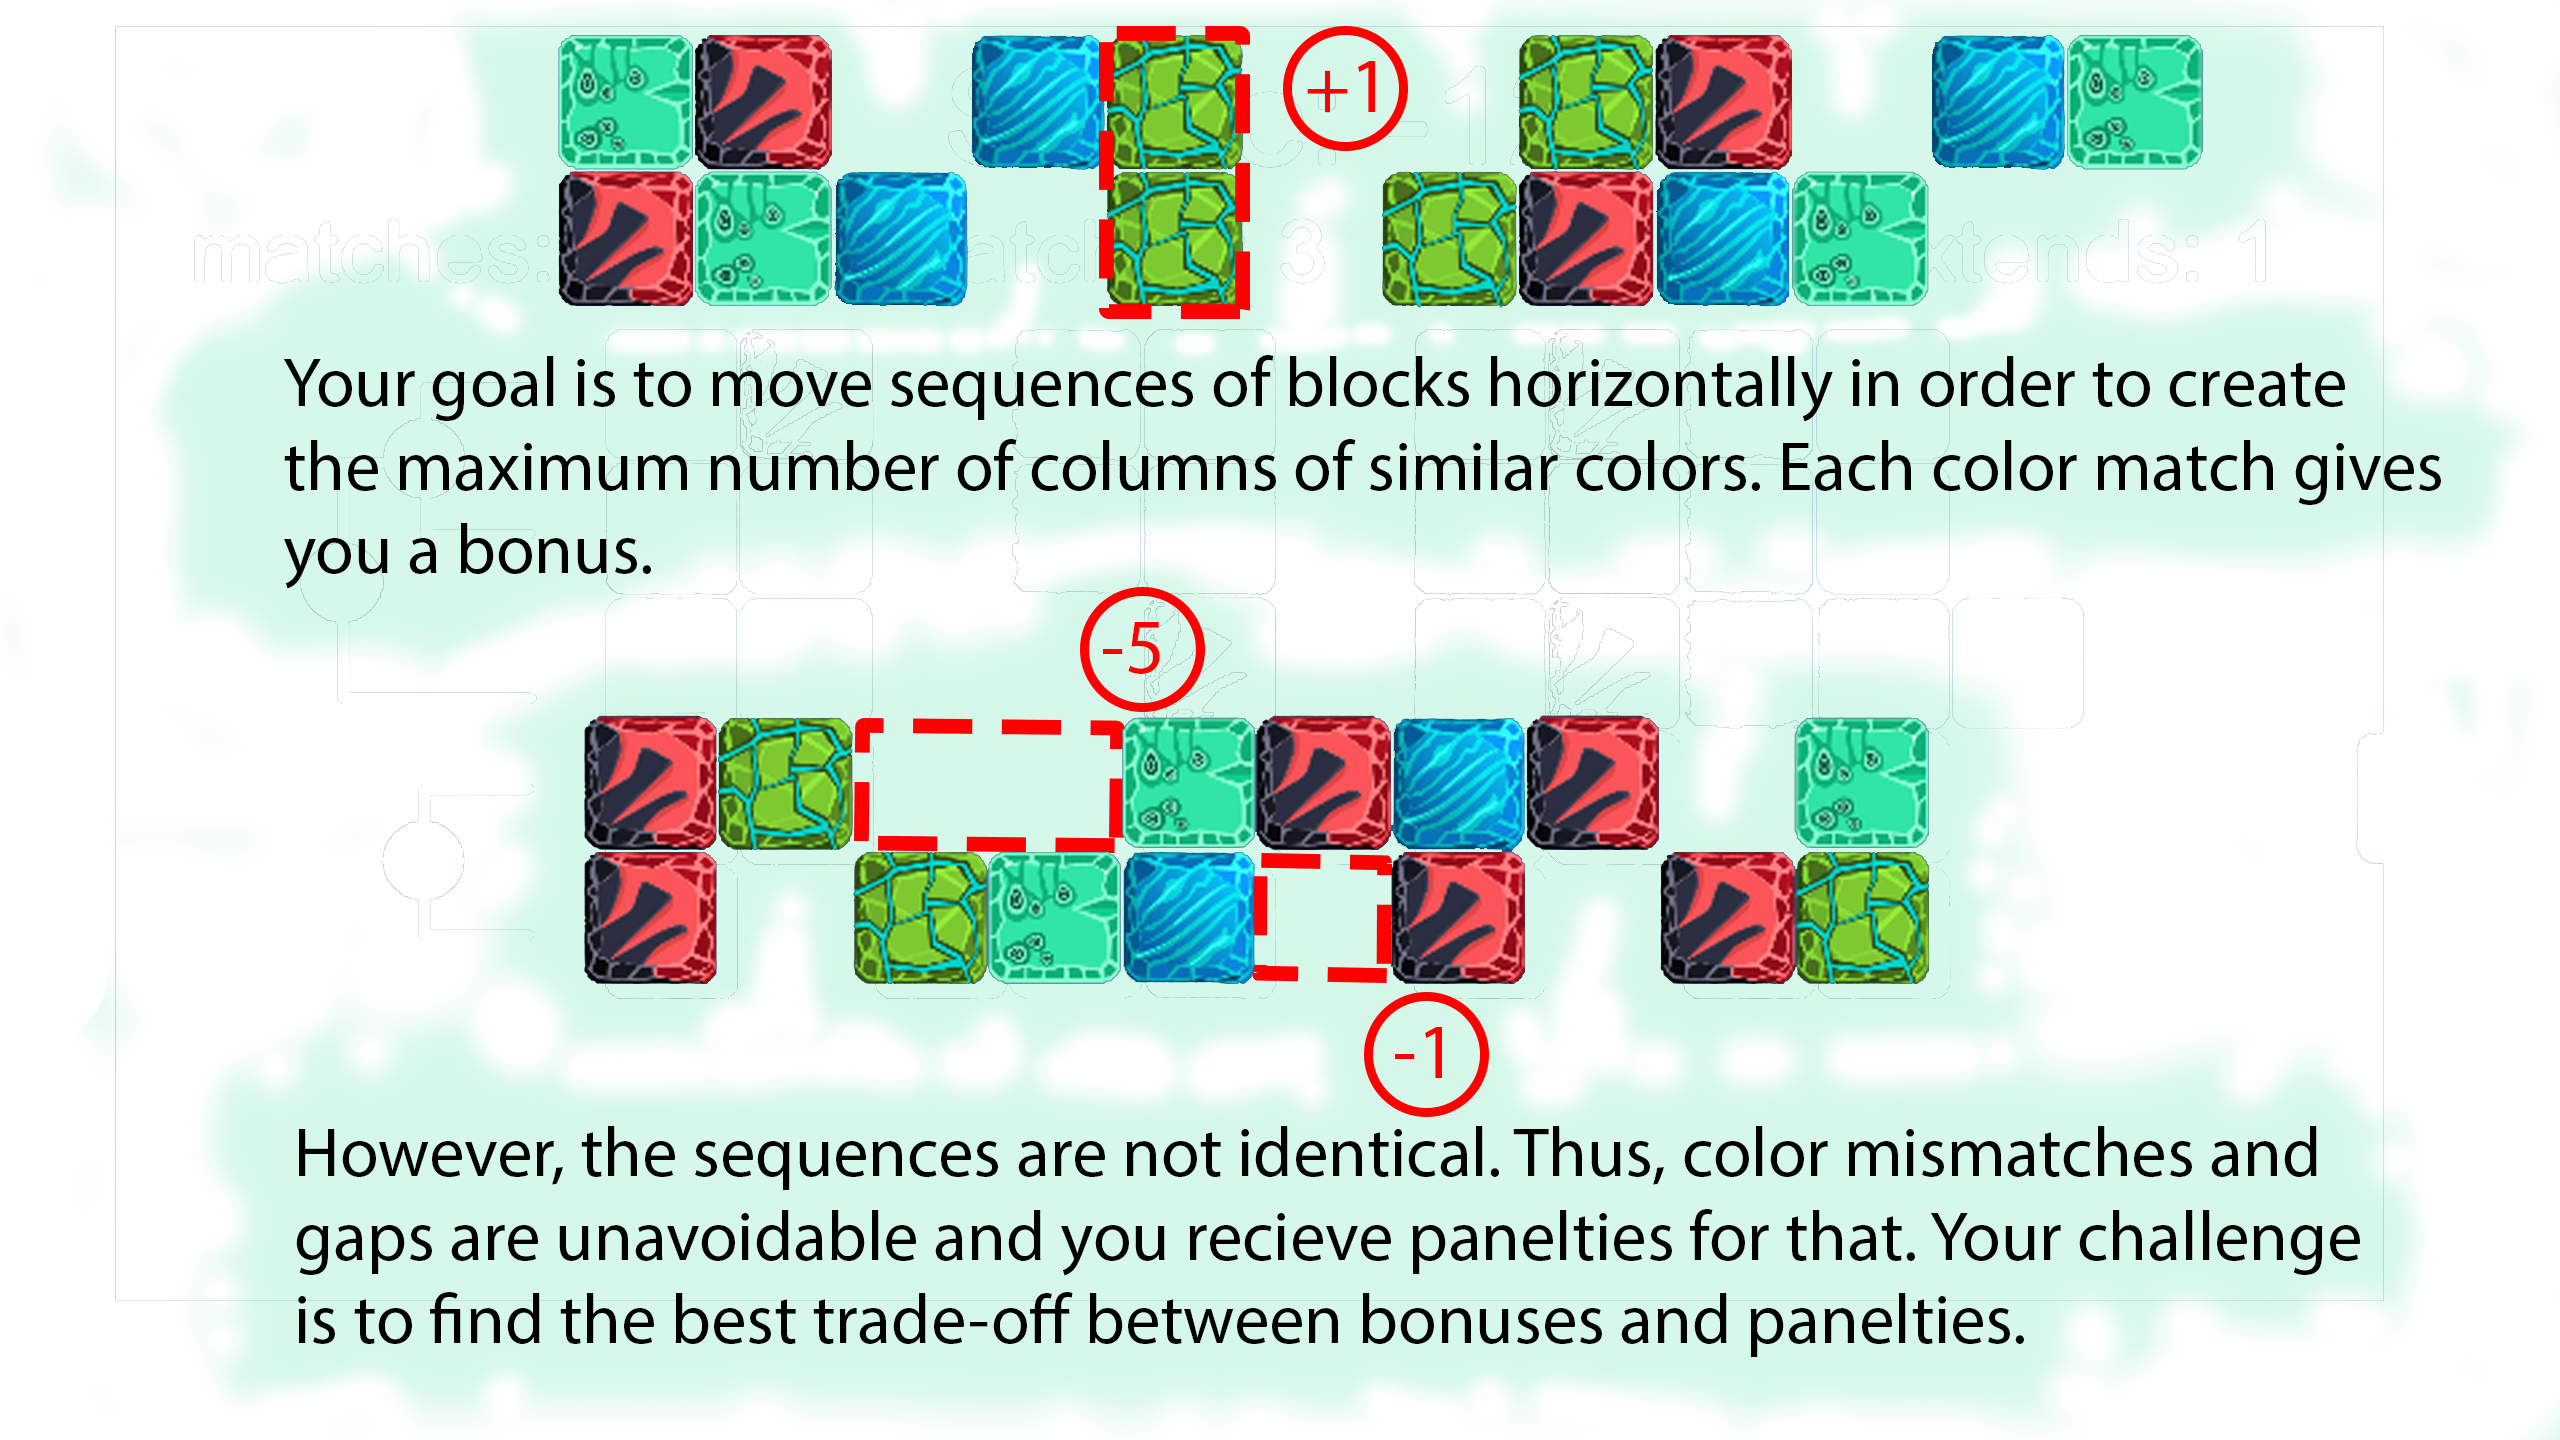 +1
Your goal is to move sequences of blocks horizontally in order to create
the maximum number of columns of similar colors. Each color match gives
you a bonus.
-5
-1
However, the sequences are not identical. Thus, color mismatches and
gaps are unavoidable and you recieve panelties for that. Your challenge
is to find the best trade-off between bonuses and panelties.